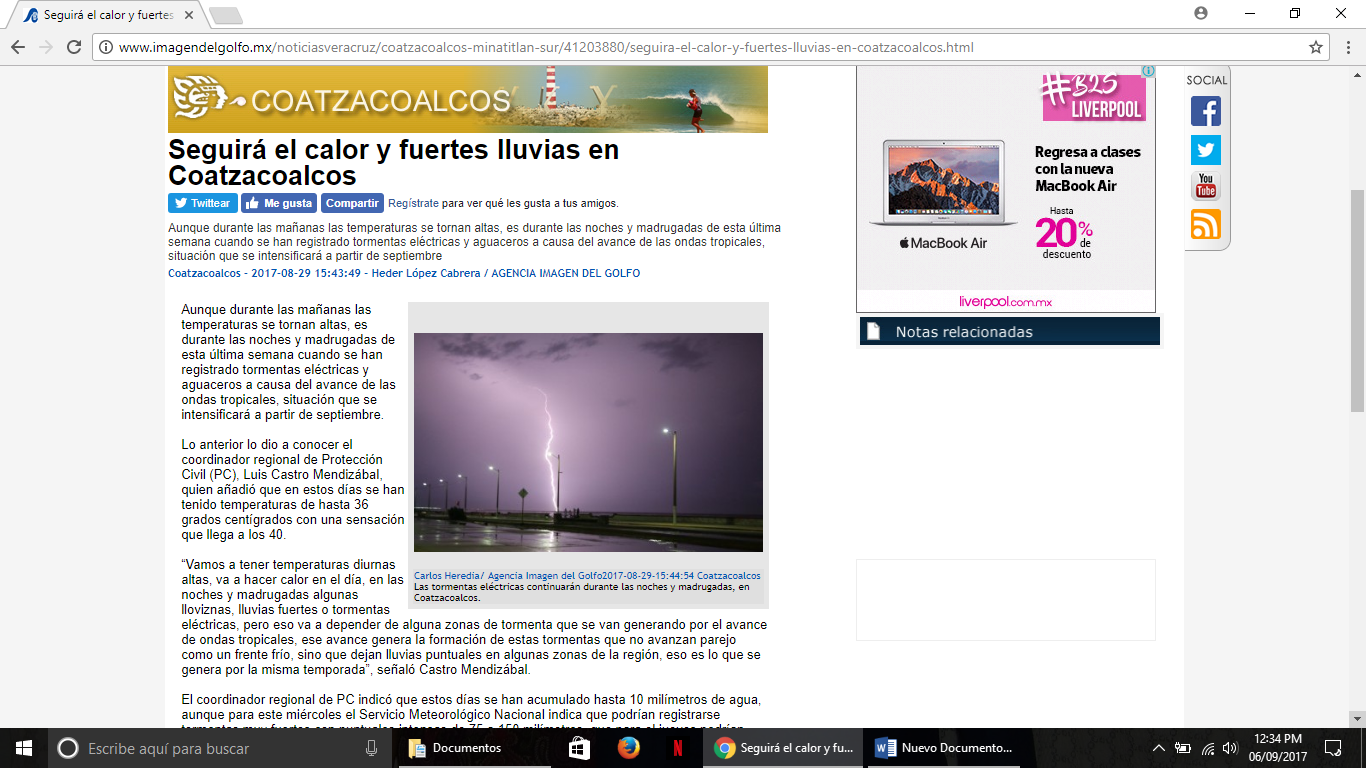 Seguirá el calor y fuertes
www.imagendelgolfo.mx/noticiasveracruz/coatzacoalcos-minatitlan-sur/41203880/seguira-el-calor-y-fuertes-lluvias-en-coatzacoalcos.html
COATZACOALCOS
Seguirá el calor y fuertes lluvias en
Coatzacoalcos
Twittear
Me gusta
Compartir
Regístrate para ver qué les gusta a tus amigos.
Aunque durante las mañanas las temperaturas se tornan altas, es durante las noches y madrugadas de esta última
semana cuando se han registrado tormentas eléctricas y aguaceros a causa del avance de las ondas tropicales,
situación que se intensificará a partir de septiembre
Coatzacoalcos - 2017-08-29 15:43:49 - Heder López Cabrera / AGENCIA IMAGEN DEL GOLFO
Aunque durante las mañanas las
temperaturas se tornan altas, es
durante las noches y madrugadas de
esta última semana cuando se han
registrado tormentas eléctricas y
aguaceros a causa del avance de las
ondas tropicales, situación que se
intensificará a partir de septiembre.
Lo anterior lo dio a conocer el
coordinador regional de Protección
Civil (PC), Luis Castro Mendizábal,
quien añadió que en estos días se han
tenido temperaturas de hasta 36
grados centígrados con una sensación
que llega a los 40.
“Vamos a tener temperaturas diurnas
altas, va a hacer calor en el día, en las
noches y madrugadas algunas
lloviznas, lluvias fuertes o tormentas
eléctricas, pero eso va a depender de alguna zonas de tormenta que se van generando por el avance
de ondas tropicales, ese avance genera la formación de estas tormentas que no avanzan parejo
como un frente frío, sino que dejan lluvias puntuales en algunas zonas de la región, eso es lo que se
genera por la misma temporada”, señaló Castro Mendizábal.
El coordinador regional de PC indicó que estos días se han acumulado hasta 10 milímetros de agua,
aunque para este miércoles el Servicio Meteorológico Nacional indica que podrían registrarse
Carlos Heredia/ Agencia Imagen del Golfo2017-08-29-15:44:54 Coatzacoalcos
Las tormentas eléctricas continuarán durante las noches y madrugadas, en
Coatzacoalcos.
#B2S
LIVERPOOL
Regresa a clases
con la nueva
MacBook Air
Hasta
20%
de
descuento
MacBook Air
liverpool.com.mx
Notas relacionadas
SOCIAL
You
Tube
Escribe aquí para buscar
Documentos
Seguirá el calor y fu...
Nuevo Documento...
12:34 PM
06/09/2017